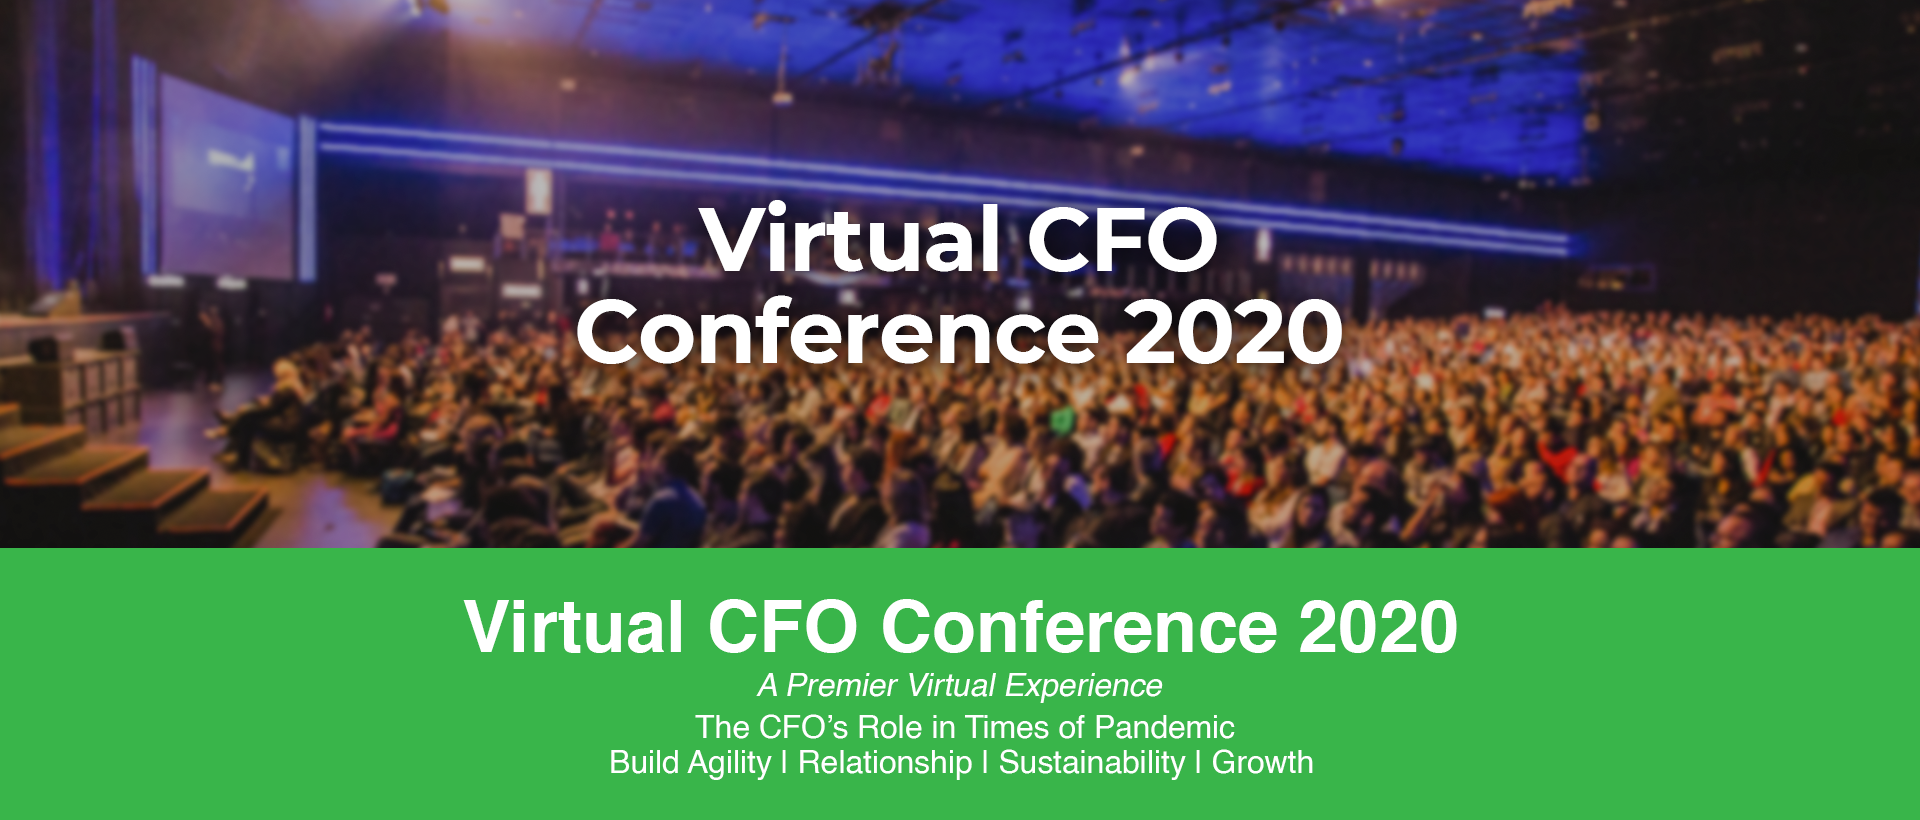 Virtual CFO
Conference 2020
Virtual CFO Conference 2020
A Premier Virtual Experience
The CFO’s Role in Times of Pandemic
Build Agility | Relationship | Sustainability | Growth